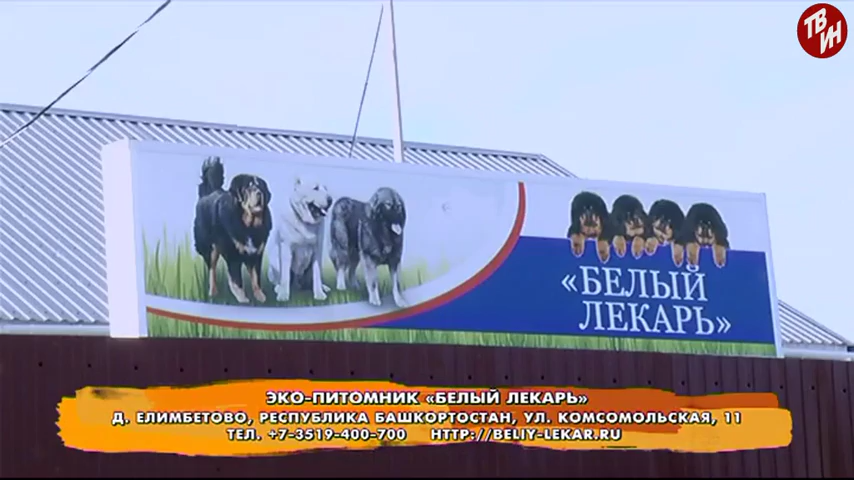 ТВ
ИН
«БЕЛЫЙ
ЛЕКАРЬ»
ЭКО-ПИТОМНИК «БЕЛЫЙ ЛЕКАРЬ»
Д. ЕЛИМБЕТОВО, РЕСПУБЛИКА БАШКОРТОСТАН, УЛ. КОМСОМОЛЬСКАЯ, 11
ТЕЛ. +7-3519-400-700 HTTP://BELIY-LEKAR.RU